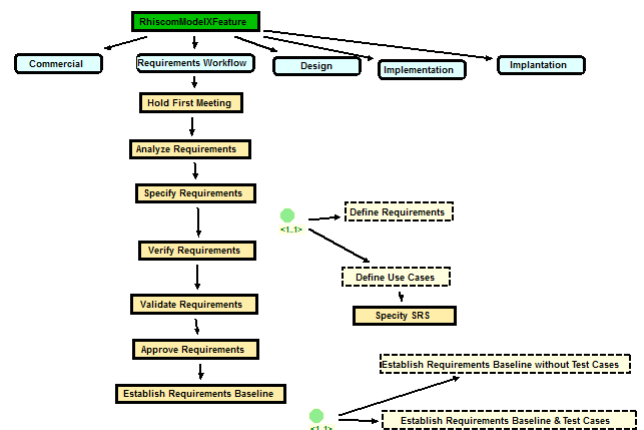 RhiscomModelXFeature
Commercial
Requirements Workflow
Design
Implementation
Implantation
Hold First Meeting
Analyze Requirements
Specify Requirements
<1..1>
Define Requirements
Verify Requirements
Define Use Cases
Validate Requirements
Specity SRS
Approve Requirements
Establish Requirements Baseline without Test Cases
Establish Requirements Baseline
<1..1>
Establish Requirements Baseline & Test Cases